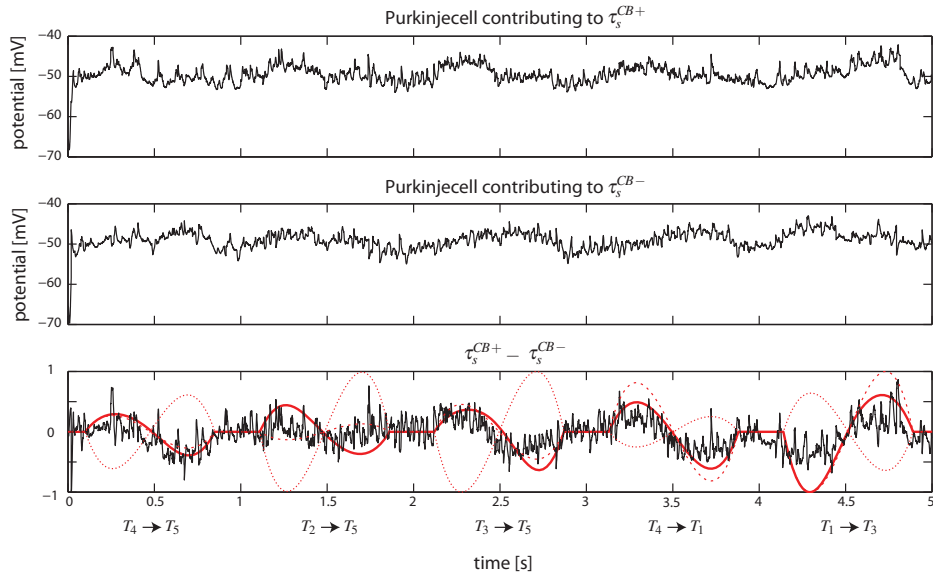 Purkinjecell contributing to τ_s^{CB+}
potential [mV]
−40
−50
−60
−70
Purkinjecell contributing to τ_s^{CB−}
potential [mV]
−40
−50
−60
−70
τ_s^{CB+} − τ_s^{CB−}
1
0
−1
0 0.5 1 1.5 2 2.5 3 3.5 4 4.5 5
T₄ → T₅ T₂ → T₅ T₃ → T₅ T₄ → T₁ T₁ → T₃
time [s]